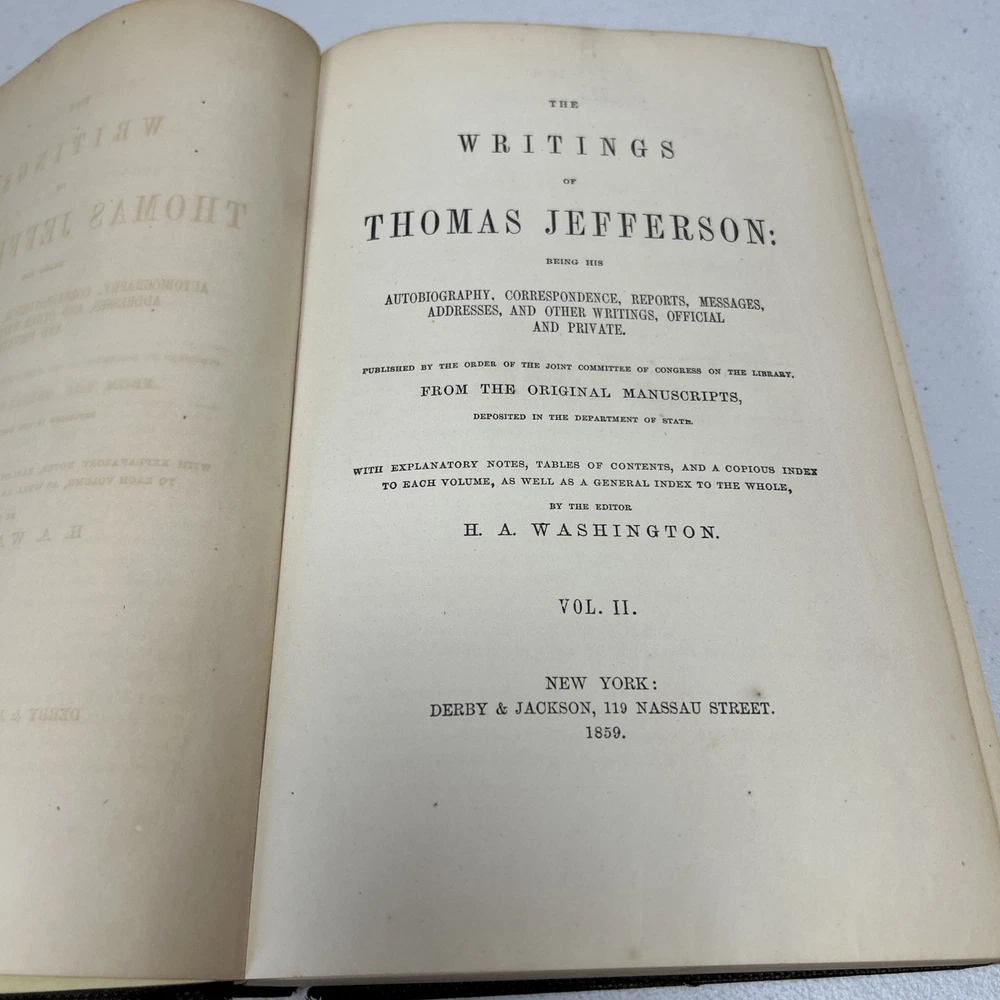 THE
WRITINGS
OF
THOMAS JEFFERSON:
BEING HIS
AUTOBIOGRAPHY, CORRESPONDENCE, REPORTS, MESSAGES,
ADDRESSES, AND OTHER WRITINGS, OFFICIAL
AND PRIVATE.
PUBLISHED BY THE ORDER OF THE JOINT COMMITTEE OF CONGRESS ON THE LIBRARY,
FROM THE ORIGINAL MANUSCRIPTS,
DEPOSITED IN THE DEPARTMENT OF STATE.
WITH EXPLANATORY NOTES, TABLES OF CONTENTS, AND A COPIOUS INDEX
TO EACH VOLUME, AS WELL AS A GENERAL INDEX TO THE WHOLE,
BY THE EDITOR
H. A. WASHINGTON.
VOL. II.
NEW YORK:
DERBY & JACKSON, 119 NASSAU STREET.
1859.